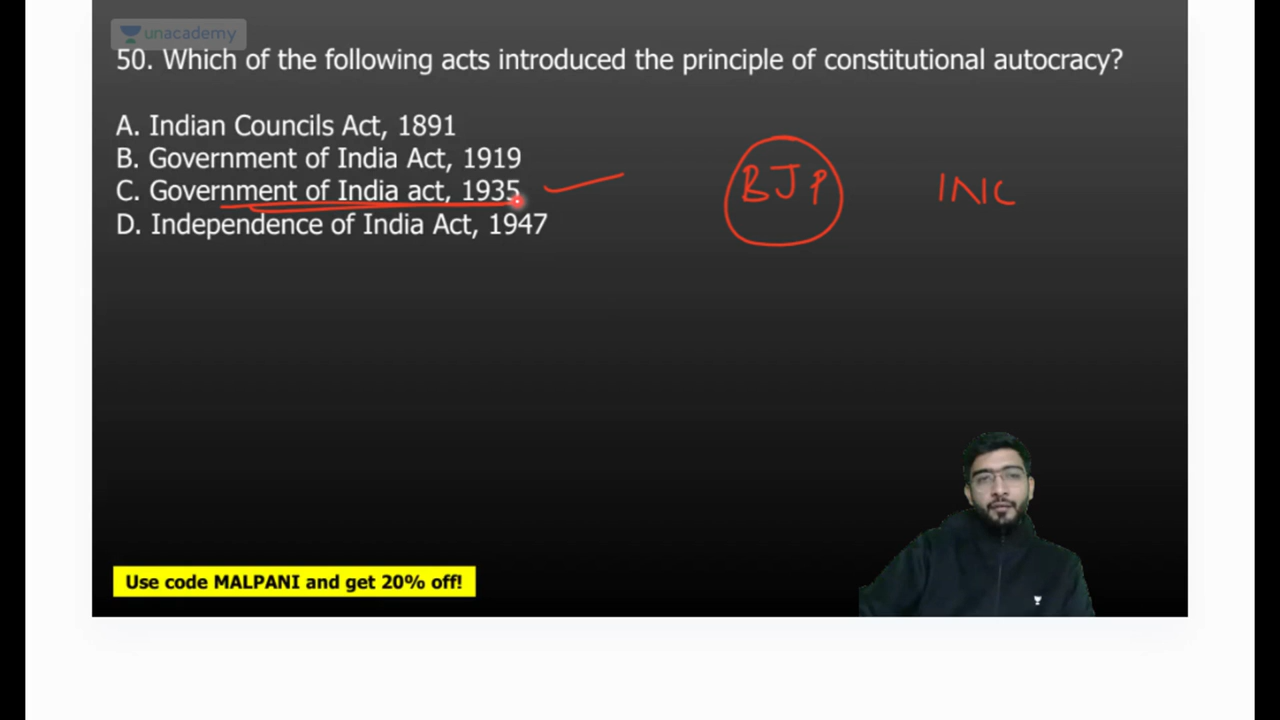 unacademy
50. Which of the following acts introduced the principle of constitutional autocracy?
A. Indian Councils Act, 1891
B. Government of India Act, 1919
C. Government of India act, 1935
D. Independence of India Act, 1947
BJP INC
Use code MALPANI and get 20% off!